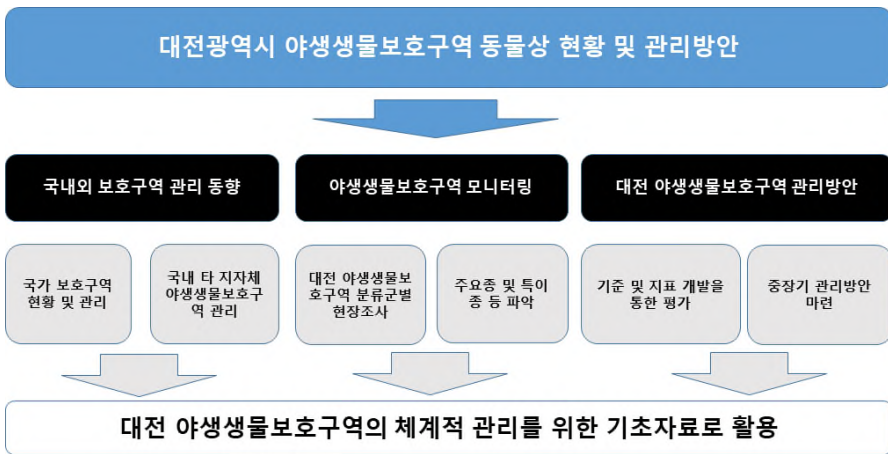 대전광역시 야생생물보호구역 동물상 현황 및 관리방안
국내외 보호구역 관리 동향
야생생물보호구역 모니터링
대전 야생생물보호구역 관리방안
국가 보호구역
현황 및 관리
국내 타 지자체
야생생물보호구
역 관리
대전 야생생물보
호구역 분류군별
현장조사
주요종 및 특이
종 등 파악
기준 및 지표 개발을
통한 평가
중장기 관리방안
마련
대전 야생생물보호구역의 체계적 관리를 위한 기초자료로 활용